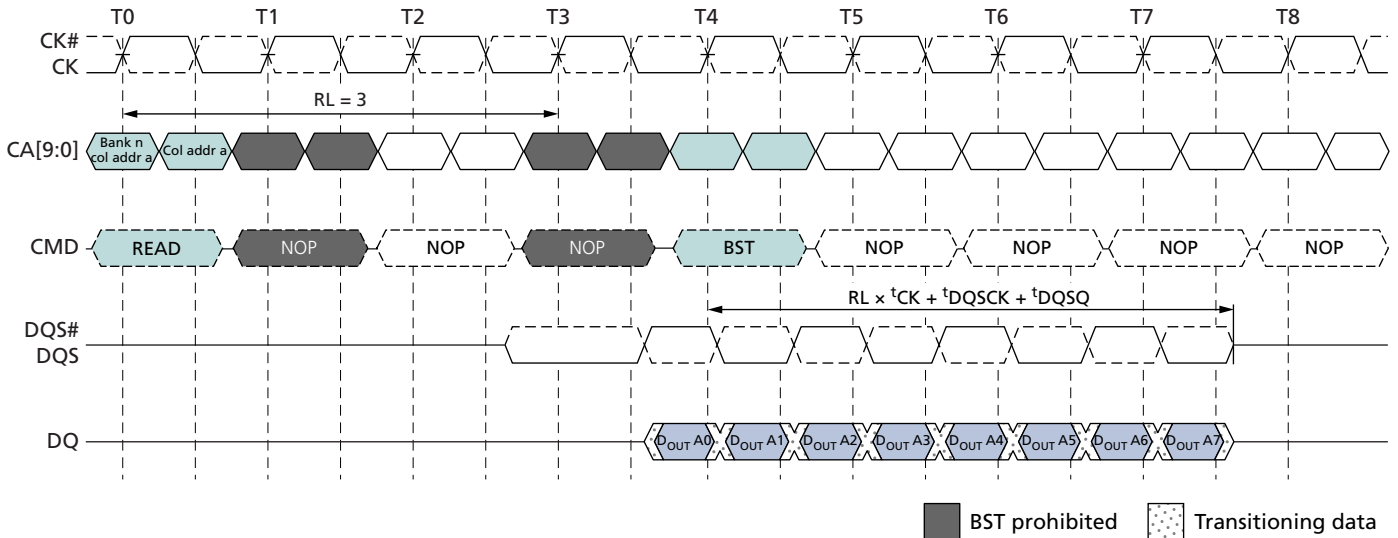 T0 T1 T2 T3 T4 T5 T6 T7 T8
CK#
CK
RL = 3
CA[9:0]
Bank n
col addr a
Col addr a
CMD
READ NOP NOP NOP BST NOP NOP NOP NOP
RL × tCK + tDQSCK + tDQSQ
DQS#
DQS
DQ
DOUT A0 DOUT A1 DOUT A2 DOUT A3 DOUT A4 DOUT A5 DOUT A6 DOUT A7
BST prohibited
Transitioning data